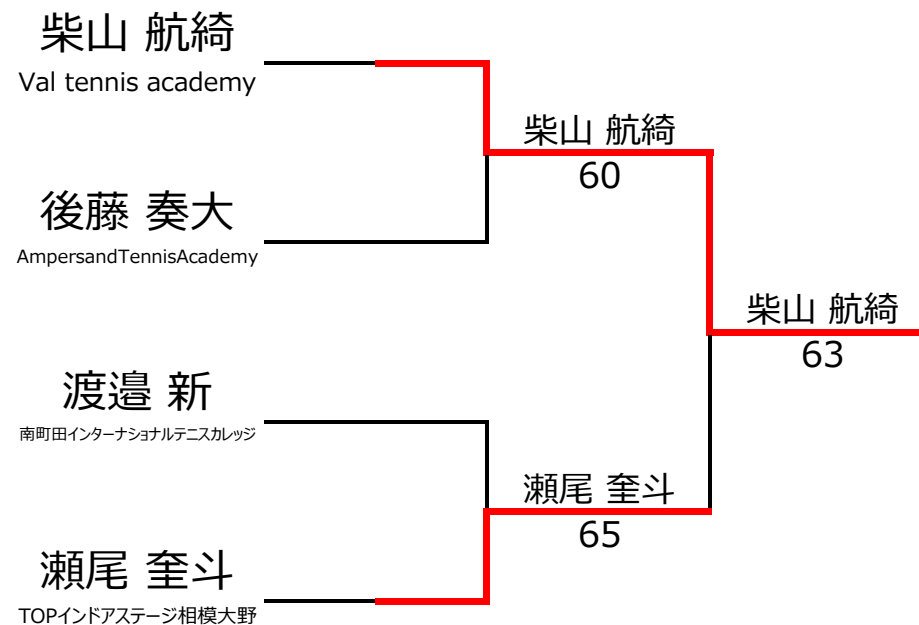 柴山 航綺
Val tennis academy
後藤 奏大
AmpersandTennisAcademy
渡邉 新
南町田インターナショナルテニスカレッジ
瀬尾 奎斗
TOPインドアステージ相模大野
柴山 航綺
60
瀬尾 奎斗
65
柴山 航綺
63